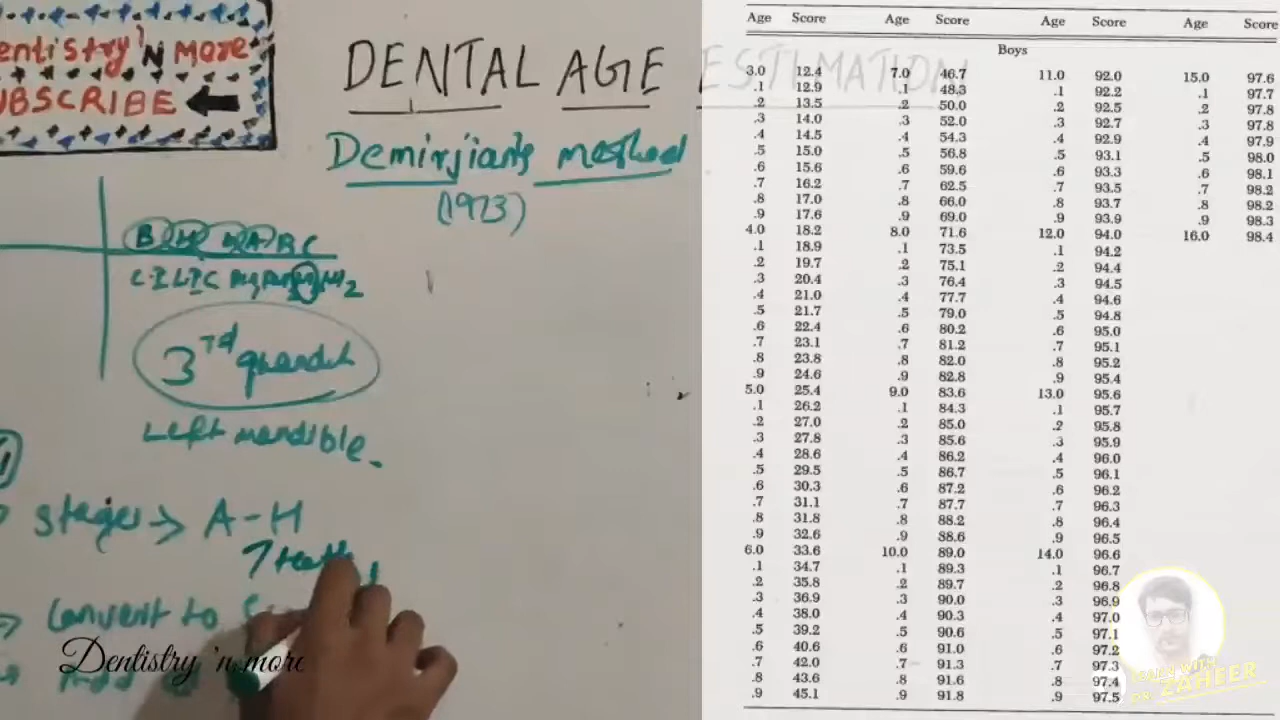 entistry 'N More
UBSCRIBE
DENTAL AGE ESTIMATION
Demirjian's method
(1973)
3rd quandrt
Left mandible.
Stages → A-H
7 teeth
Convert to
Dentistry 'n more
Age Score Age Score Age Score Age Score
Boys
3.0 12.4 7.0 46.7 11.0 92.0 15.0 97.6
.1 12.9 .1 48.3 .1 92.2 .1 97.7
.2 13.5 .2 50.0 .2 92.5 .2 97.8
.3 14.0 .3 52.0 .3 92.7 .3 97.8
.4 14.5 .4 54.3 .4 92.9 .4 97.9
.5 15.0 .5 56.8 .5 93.1 .5 98.0
.6 15.6 .6 59.6 .6 93.3 .6 98.1
.7 16.2 .7 62.5 .7 93.5 .7 98.2
.8 17.0 .8 66.0 .8 93.7 .8 98.2
.9 17.6 .9 69.0 .9 93.9 .9 98.3
4.0 18.2 8.0 71.6 12.0 94.0 16.0 98.4
.1 18.9 .1 73.5 .1 94.2
.2 19.7 .2 75.1 .2 94.4
.3 20.4 .3 76.4 .3 94.5
.4 21.0 .4 77.7 .4 94.6
.5 21.7 .5 79.0 .5 94.8
.6 22.4 .6 80.2 .6 95.0
.7 23.1 .7 81.2 .7 95.1
.8 23.8 .8 82.0 .8 95.2
.9 24.6 .9 82.8 .9 95.4
5.0 25.4 9.0 83.6 13.0 95.6
.1 26.2 .1 84.3 .1 95.7
.2 27.0 .2 85.0 .2 95.8
.3 27.8 .3 85.6 .3 95.9
.4 28.6 .4 86.2 .4 96.0
.5 29.5 .5 86.7 .5 96.1
.6 30.3 .6 87.2 .6 96.2
.7 31.1 .7 87.7 .7 96.3
.8 31.8 .8 88.2 .8 96.4
.9 32.6 .9 88.6 .9 96.5
6.0 33.6 10.0 89.0 14.0 96.6
.1 34.7 .1 89.3 .1 96.7
.2 35.8 .2 89.7 .2 96.8
.3 36.9 .3 90.0 .3 96.9
.4 38.0 .4 90.3 .4 97.0
.5 39.2 .5 90.6 .5 97.1
.6 40.6 .6 91.0 .6 97.2
.7 42.0 .7 91.3 .7 97.3
.8 43.6 .8 91.6 .8 97.4
.9 45.1 .9 91.8 .9 97.5
LEARN WITH
DR. ZAHEER